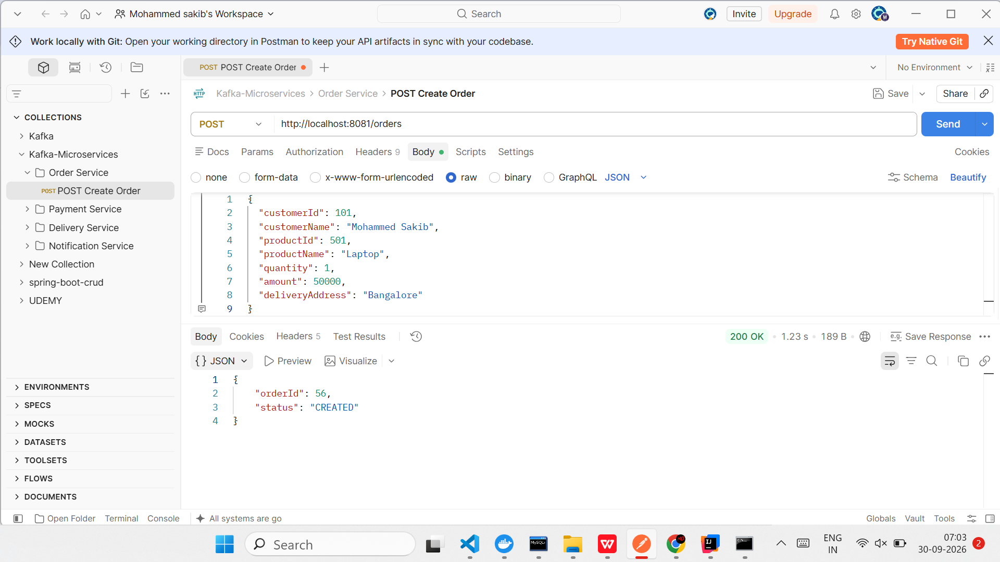 Mohammed sakib's Workspace
Search
Invite
Upgrade
M
Work locally with Git: Open your working directory in Postman to keep your API artifacts in sync with your codebase.
Try Native Git
POST POST Create Order
No Environment
HTTP Kafka-Microservices > Order Service > POST Create Order
Save
Share
COLLECTIONS
Kafka
Kafka-Microservices
Order Service
POST POST Create Order
Payment Service
Delivery Service
Notification Service
New Collection
spring-boot-crud
UDEMY
ENVIRONMENTS
SPECS
MOCKS
DATASETS
TOOLSETS
FLOWS
DOCUMENTS
POST http://localhost:8081/orders
Send
Docs Params Authorization Headers 9 Body Scripts Settings
Cookies
none form-data x-www-form-urlencoded raw binary GraphQL JSON
Schema Beautify
1 {
2 "customerId": 101,
3 "customerName": "Mohammed Sakib",
4 "productId": 501,
5 "productName": "Laptop",
6 "quantity": 1,
7 "amount": 50000,
8 "deliveryAddress": "Bangalore"
9 }
Body Cookies Headers 5 Test Results
200 OK • 1.23 s • 189 B •
e.g. Save Response
{} JSON Preview Visualize
1 {
2 "orderId": 56,
3 "status": "CREATED"
4 }
Open Folder Terminal Console All systems are go
Globals Vault Tools
Search
MySQL
W
IJ
C:\
ENG
IN
07:03
30-09-2026
2